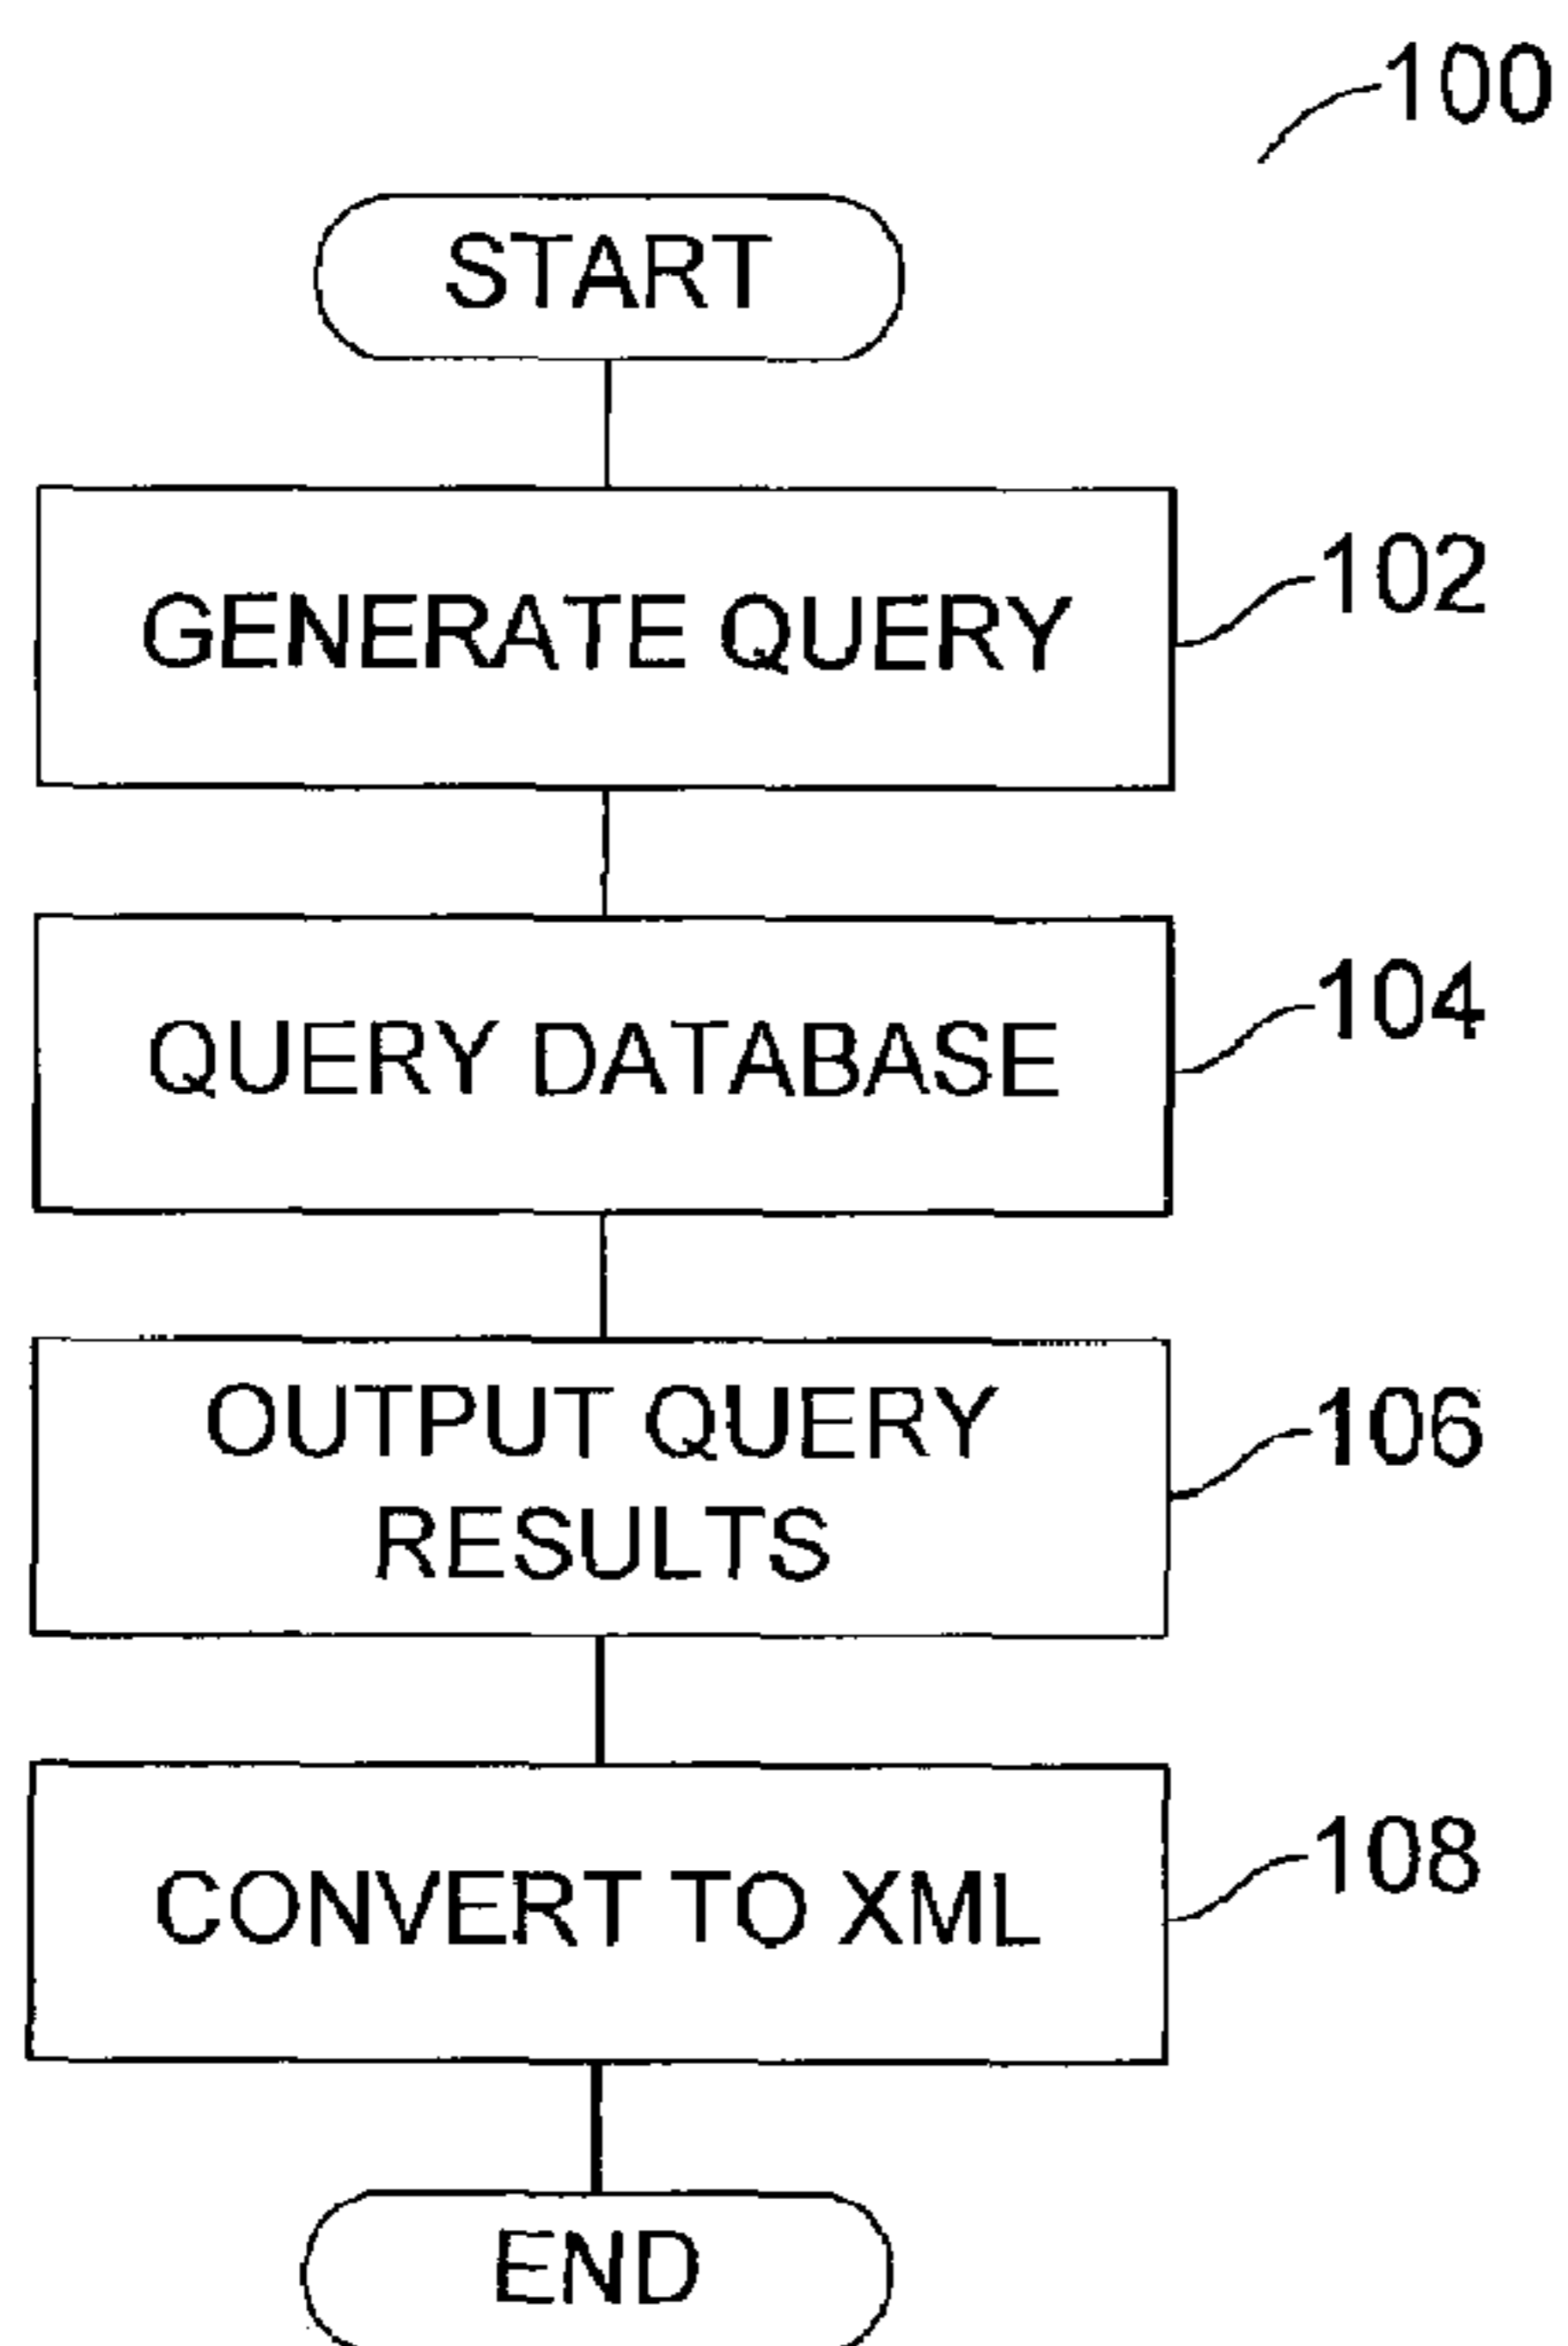 100
START
GENERATE QUERY
102
QUERY DATABASE
104
OUTPUT QUERY
RESULTS
106
CONVERT TO XML
108
END